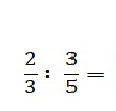 2/3 : 3/5 =